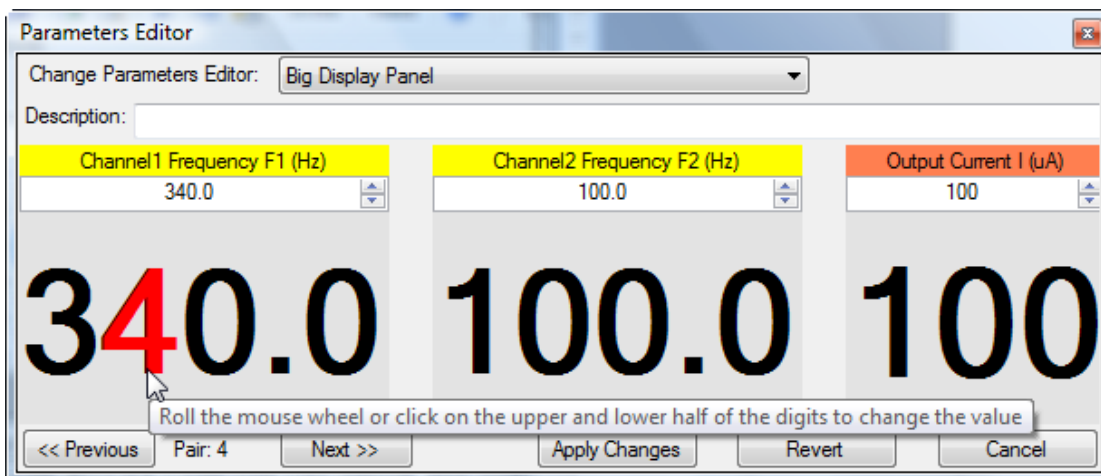 Parameters Editor
Change Parameters Editor: Big Display Panel
Description:
Channel1 Frequency F1 (Hz) Channel2 Frequency F2 (Hz) Output Current I (uA)
340.0 100.0 100
340.0 100.0 100
Roll the mouse wheel or click on the upper and lower half of the digits to change the value
<< Previous Pair: 4 Next >> Apply Changes Revert Cancel